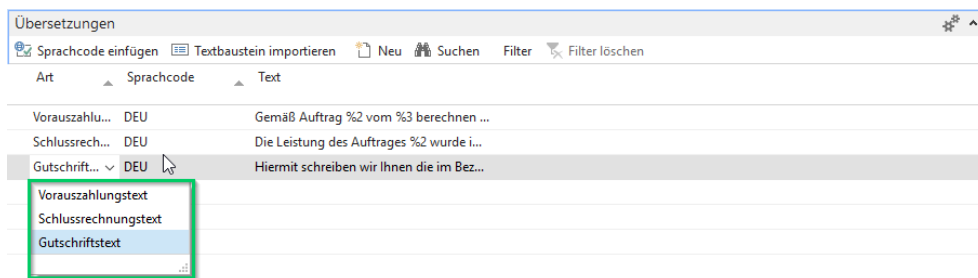 Übersetzungen
Sprachcode einfügen Textbaustein importieren Neu Suchen Filter Filter löschen
Art Sprachcode Text
Vorauszahlu... DEU Gemäß Auftrag %2 vom %3 berechnen ...
Schlussrech... DEU Die Leistung des Auftrages %2 wurde i...
Gutschrift... DEU Hiermit schreiben wir Ihnen die im Bez...
Vorauszahlungstext
Schlussrechnungstext
Gutschriftstext